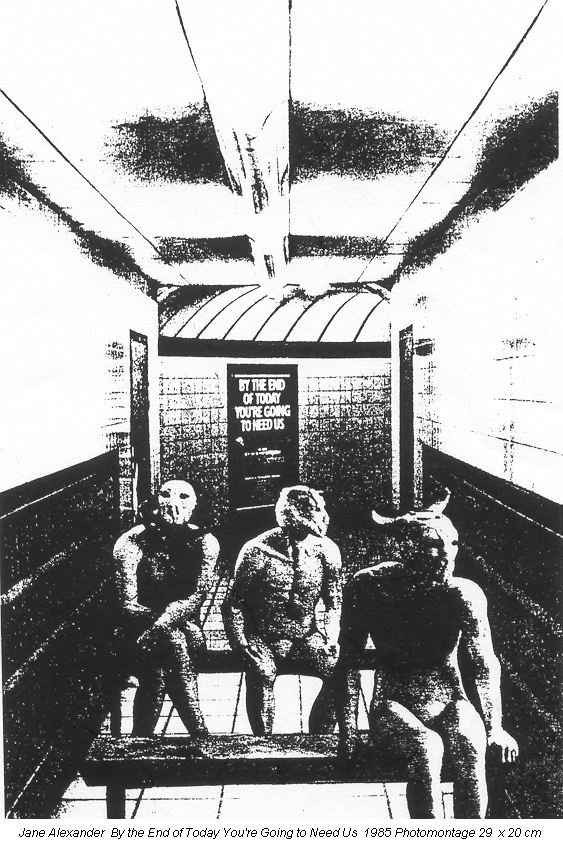 BY THE END
OF TODAY
YOU'RE GOING
TO NEED US
Jane Alexander By the End of Today You're Going to Need Us 1985 Photomontage 29 x 20 cm